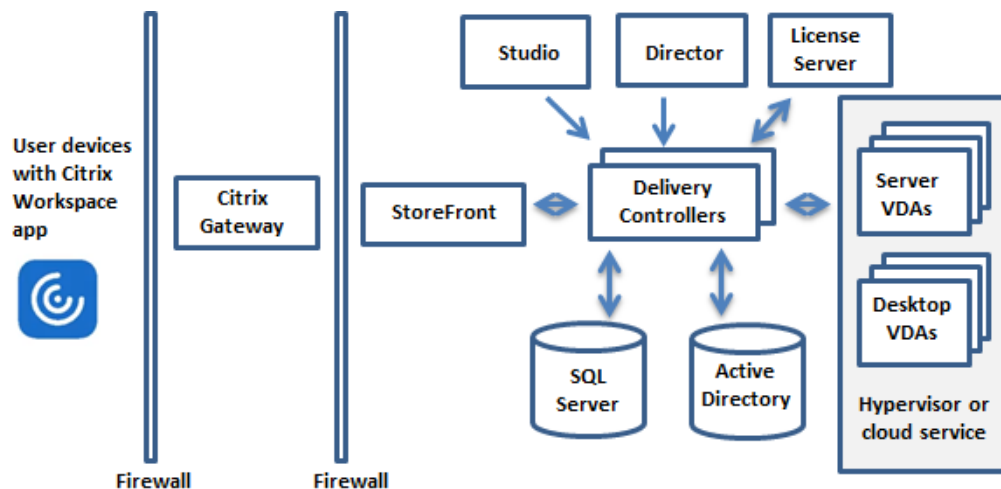 User devices
with Citrix
Workspace
app
Firewall
Citrix
Gateway
Firewall
StoreFront
Studio
Director
License
Server
Delivery
Controllers
SQL
Server
Active
Directory
Server
VDAs
Desktop
VDAs
Hypervisor or
cloud service